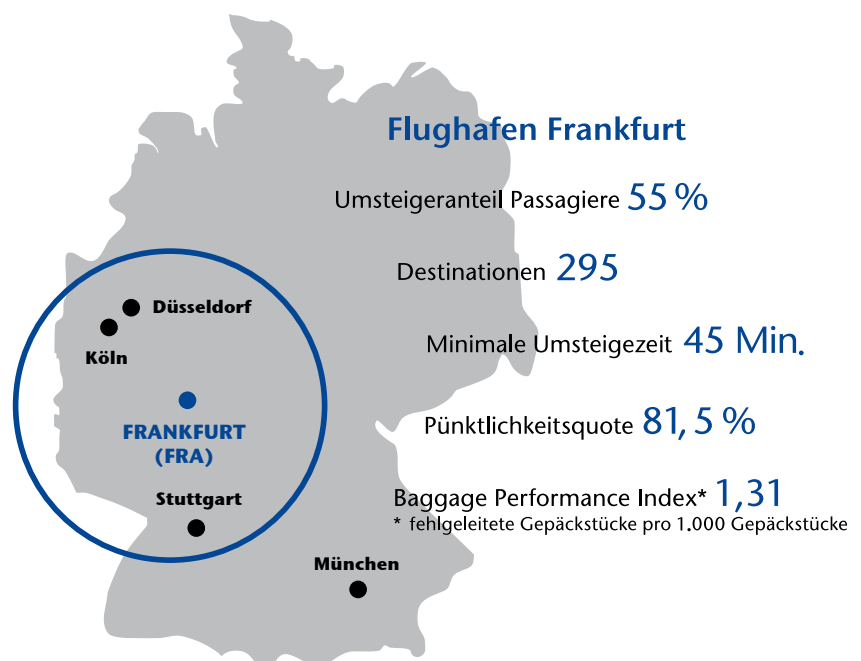 Flughafen Frankfurt
Umsteigeranteil Passagiere 55 %
Destinationen 295
Minimale Umsteigezeit 45 Min.
Pünktlichkeitsquote 81,5 %
Baggage Performance Index* 1,31
* fehlgeleitete Gepäckstücke pro 1.000 Gepäckstücke
Düsseldorf
Köln
FRANKFURT
(FRA)
Stuttgart
München